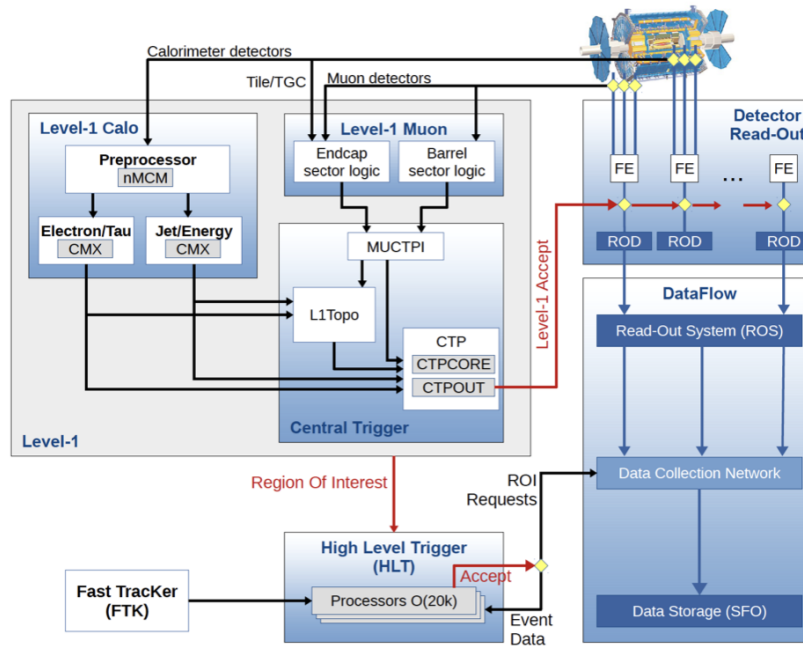 Calorimeter detectors
Tile/TGC
Muon detectors
Level-1 Calo
Preprocessor
nMCM
Electron/Tau
CMX
Jet/Energy
CMX
Level-1 Muon
Endcap
sector logic
Barrel
sector logic
MUCTPI
L1Topo
CTP
CTPCORE
CTPOUT
Central Trigger
Level-1
Level-1 Accept
Detector
Read-Out
FE
FE
...
FE
ROD
ROD
ROD
DataFlow
Read-Out System (ROS)
Data Collection Network
Data Storage (SFO)
Region Of Interest
ROI
Requests
High Level Trigger
(HLT)
Accept
Processors O(20k)
Event
Data
Fast TracKer
(FTK)